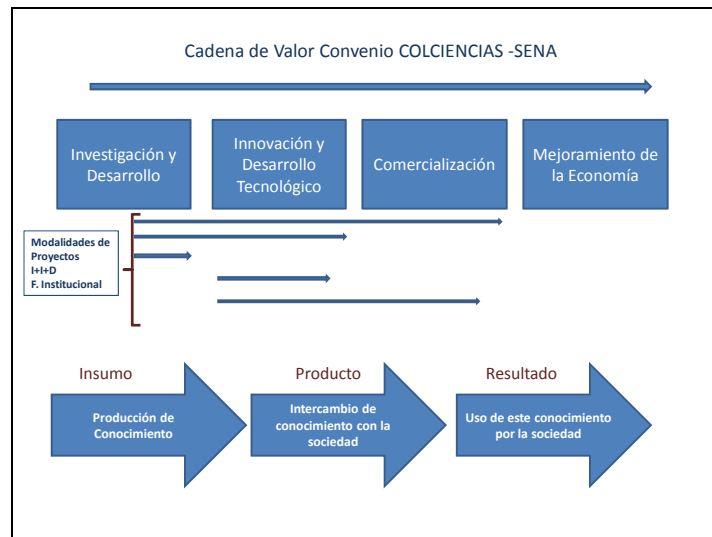 Cadena de Valor Convenio COLCIENCIAS -SENA
Investigación y
Desarrollo
Innovación y
Desarrollo
Tecnológico
Comercialización
Mejoramiento de
la Economía
Modalidades de
Proyectos
I+I+D
F. Institucional
Insumo
Producto
Resultado
Producción de
Conocimiento
Intercambio de
conocimiento con la
sociedad
Uso de este conocimiento
por la sociedad